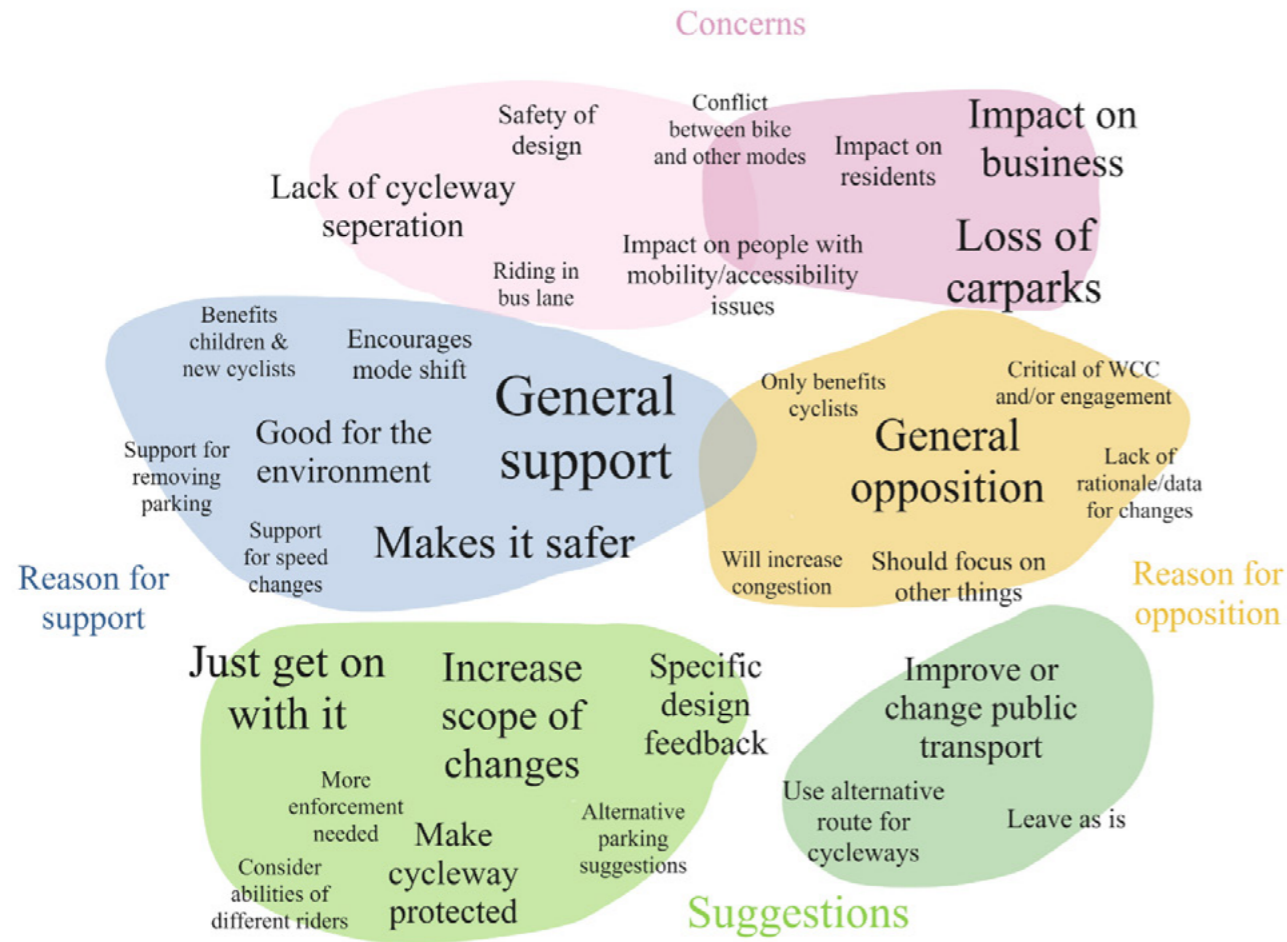 Concerns
Safety of
design
Conflict
between bike
and other modes
Impact on
residents
Impact on
business
Lack of cycleway
seperation
Riding in
bus lane
Impact on people with
mobility/accessibility
issues
Loss of
carparks
Benefits
children &
new cyclists
Encourages
mode shift
General
support
Good for the
environment
Support for
removing
parking
Support
for speed
changes
Makes it safer
Reason for
support
Only benefits
cyclists
Critical of WCC
and/or engagement
General
opposition
Lack of
rationale/data
for changes
Will increase
congestion
Should focus on
other things
Reason for
opposition
Just get on
with it
Increase
scope of
changes
Specific
design
feedback
More
enforcement
needed
Consider
abilities of
different riders
Make
cycleway
protected
Alternative
parking
suggestions
Improve or
change public
transport
Use alternative
route for
cycleways
Leave as is
Suggestions